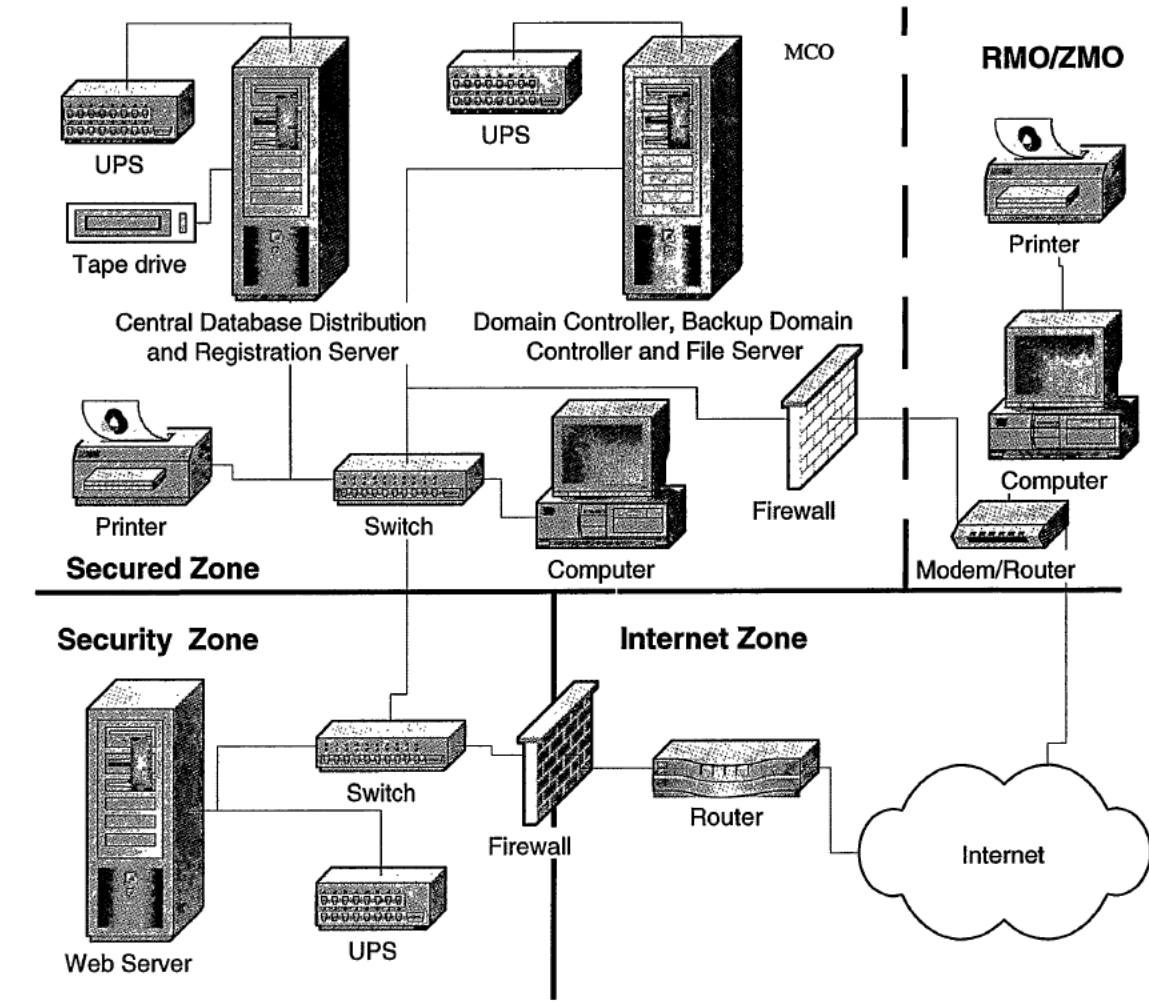 MCO
RMO/ZMO
UPS
UPS
Tape drive
Printer
Central Database Distribution
and Registration Server
Domain Controller, Backup Domain
Controller and File Server
Computer
Printer
Switch
Firewall
Secured Zone
Computer
Modem/Router
Security Zone
Internet Zone
Switch
Router
Firewall
Internet
UPS
Web Server